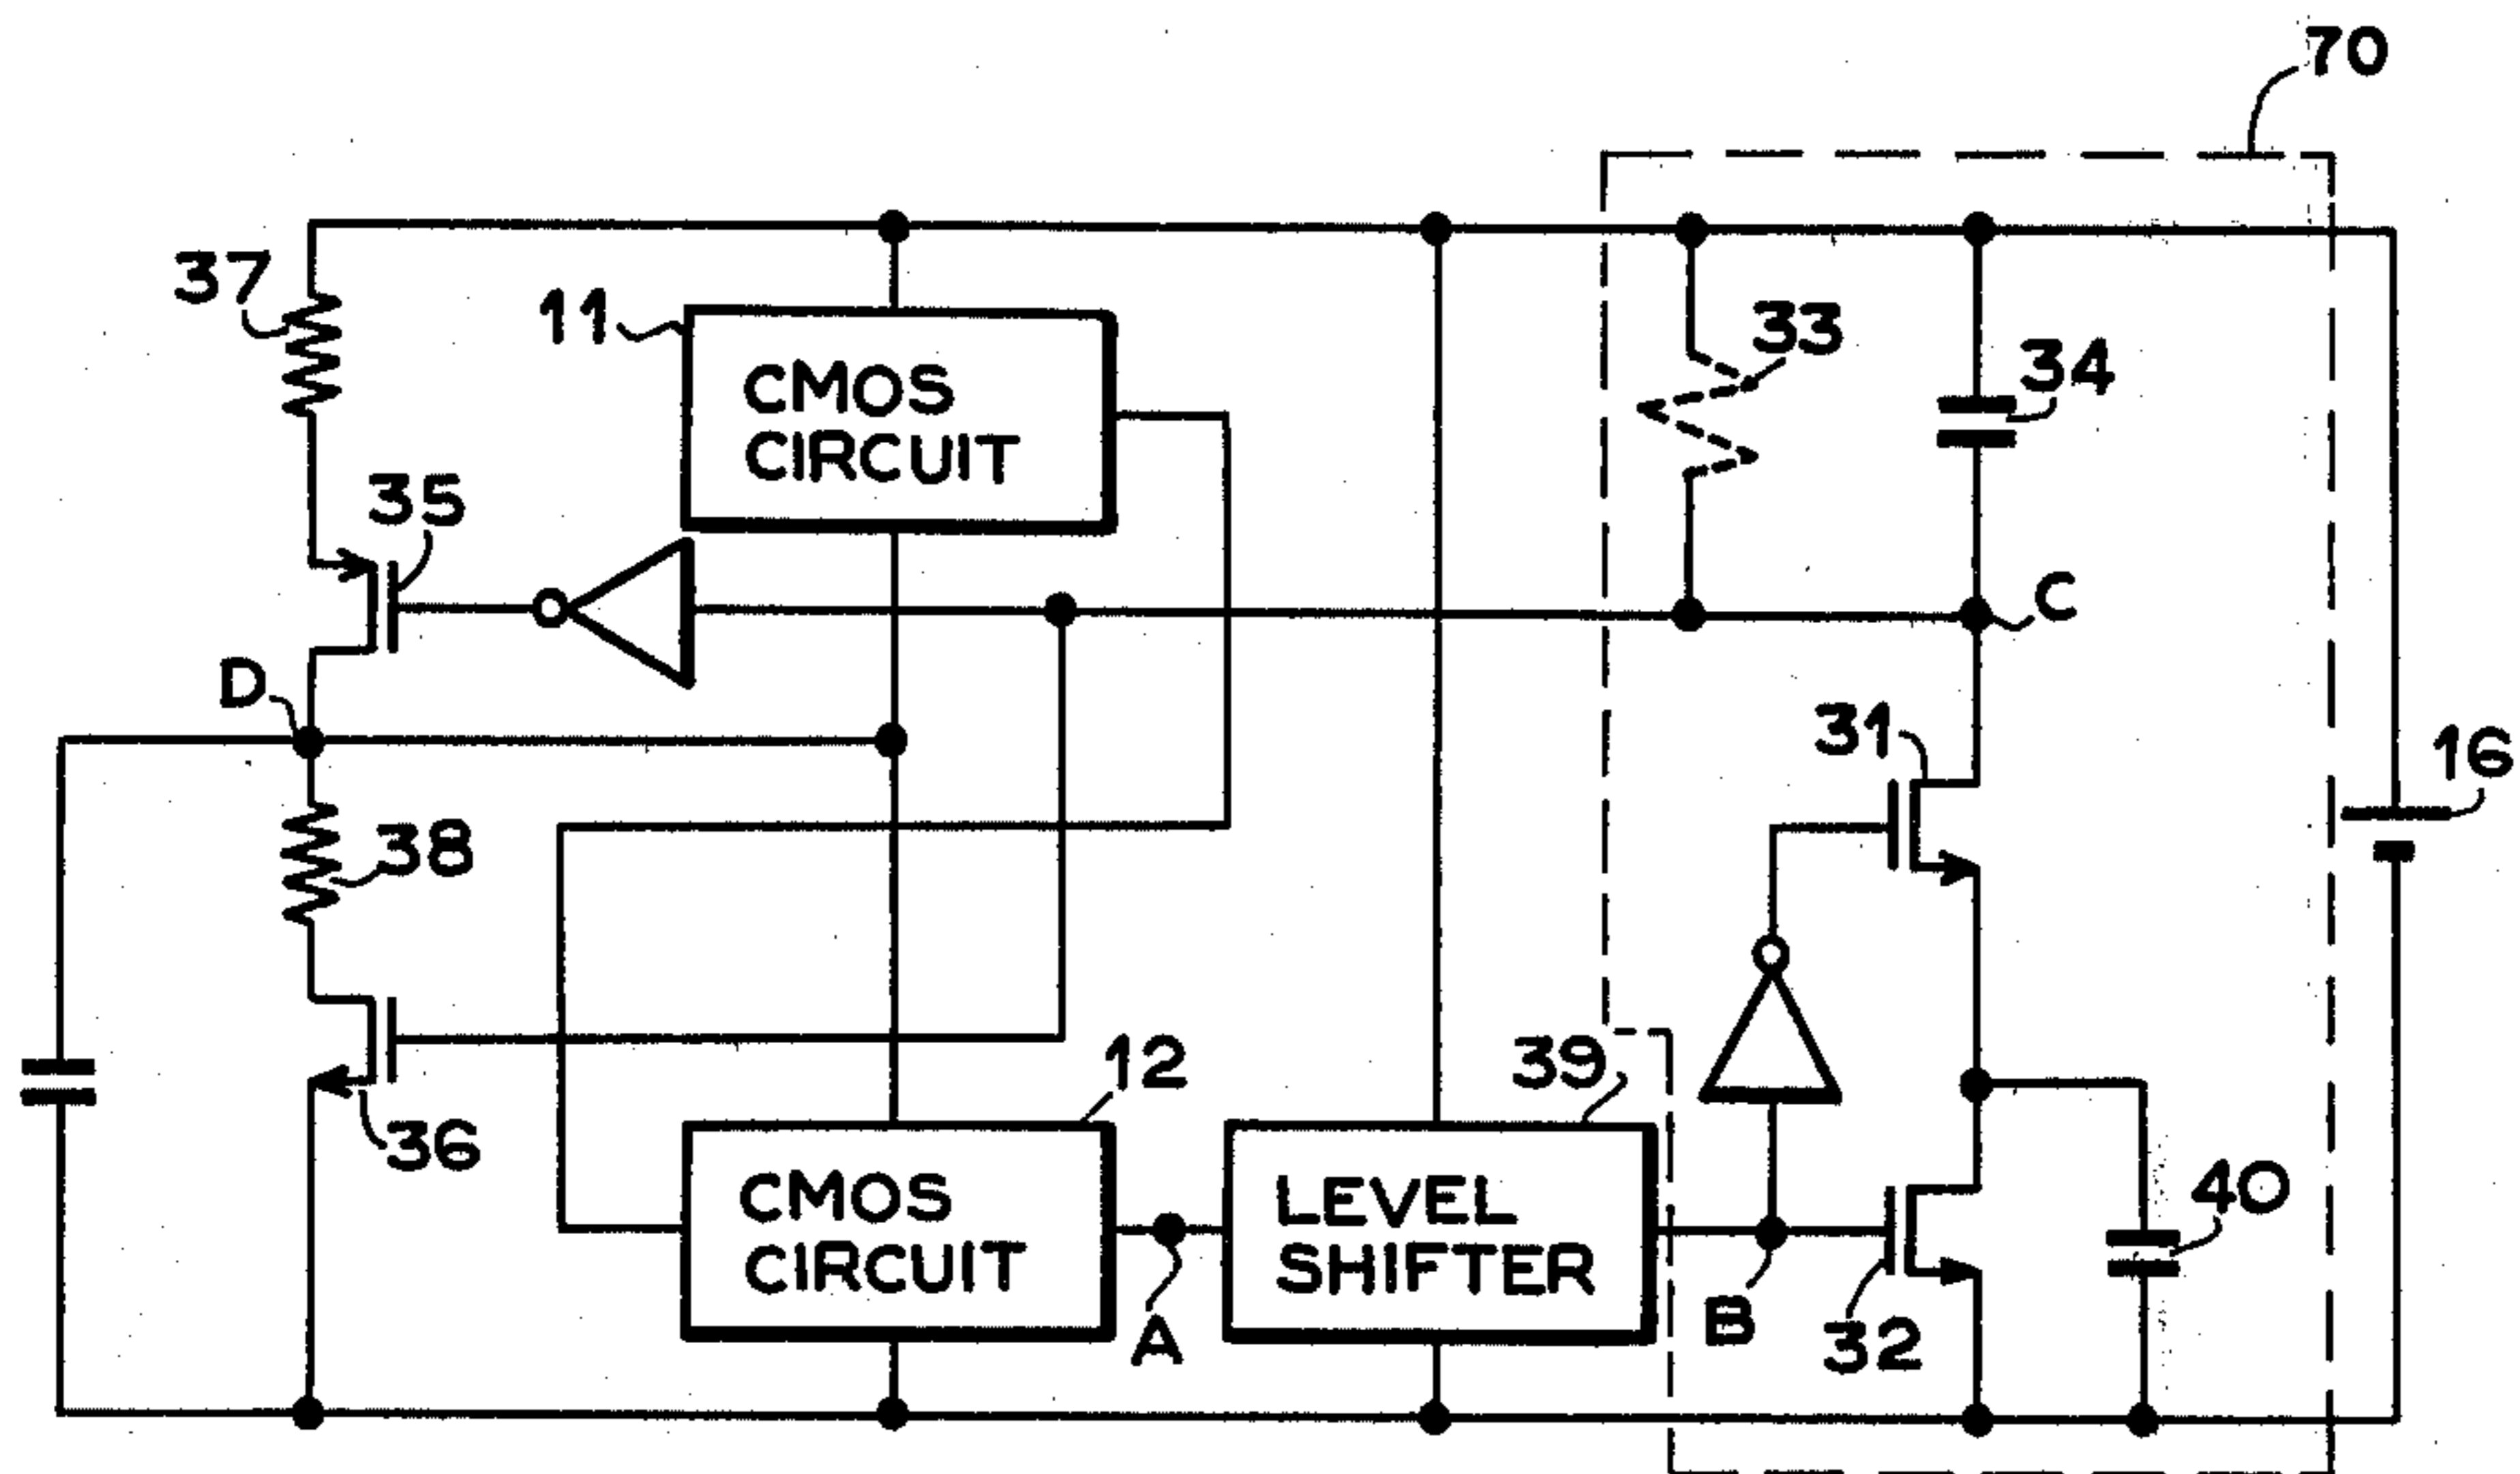 70
37
11
CMOS
CIRCUIT
33
34
35
C
D
31
16
38
12
39
36
CMOS
CIRCUIT
LEVEL
SHIFTER
40
A
B
32